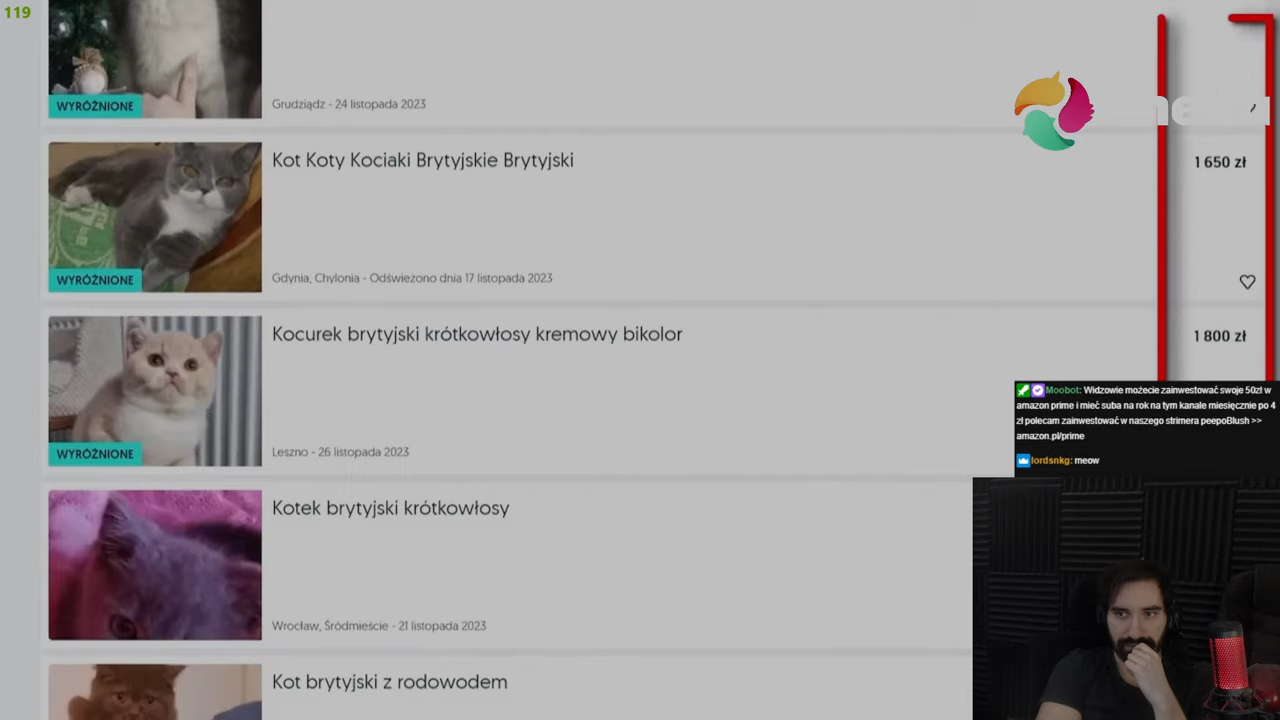 119
WYRÓŻNIONE
Grudziądz - 24 listopada 2023
Kot Koty Kociaki Brytyjskie Brytyjski
1 650 zł
WYRÓŻNIONE
Gdynia, Chylonia - Odświeżono dnia 17 listopada 2023
Kocurek brytyjski krótkowłosy kremowy bikolor
1 800 zł
WYRÓŻNIONE
Leszno - 26 listopada 2023
Moobot: Widzowie możecie zainwestować swoje 50zl w
amazon prime i mieć suba na rok na tym kanale miesięcznie po 4
zł polecam zainwestować w naszego strimera peepoBlush >>
amazon.pl/prime
lordsnkg: meow
Kotek brytyjski krótkowłosy
Wrocław, Śródmieście - 21 listopada 2023
Kot brytyjski z rodowodem